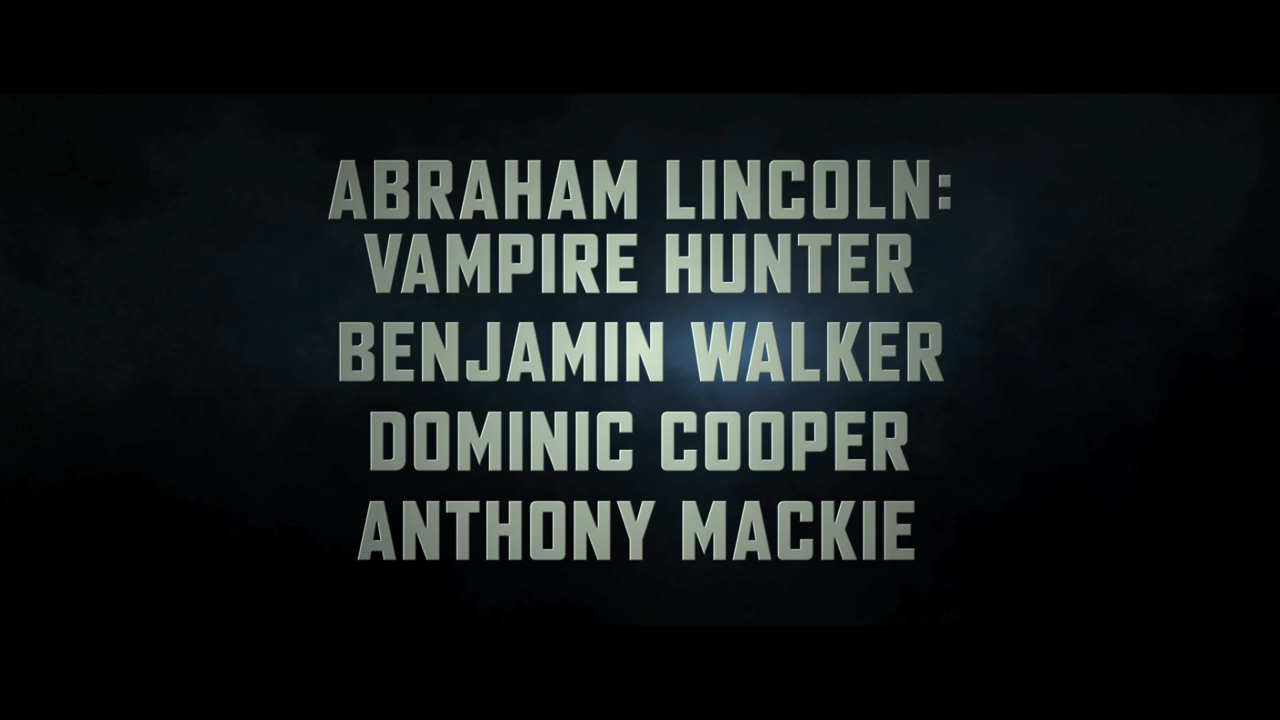 ABRAHAM LINCOLN:
VAMPIRE HUNTER
BENJAMIN WALKER
DOMINIC COOPER
ANTHONY MACKIE